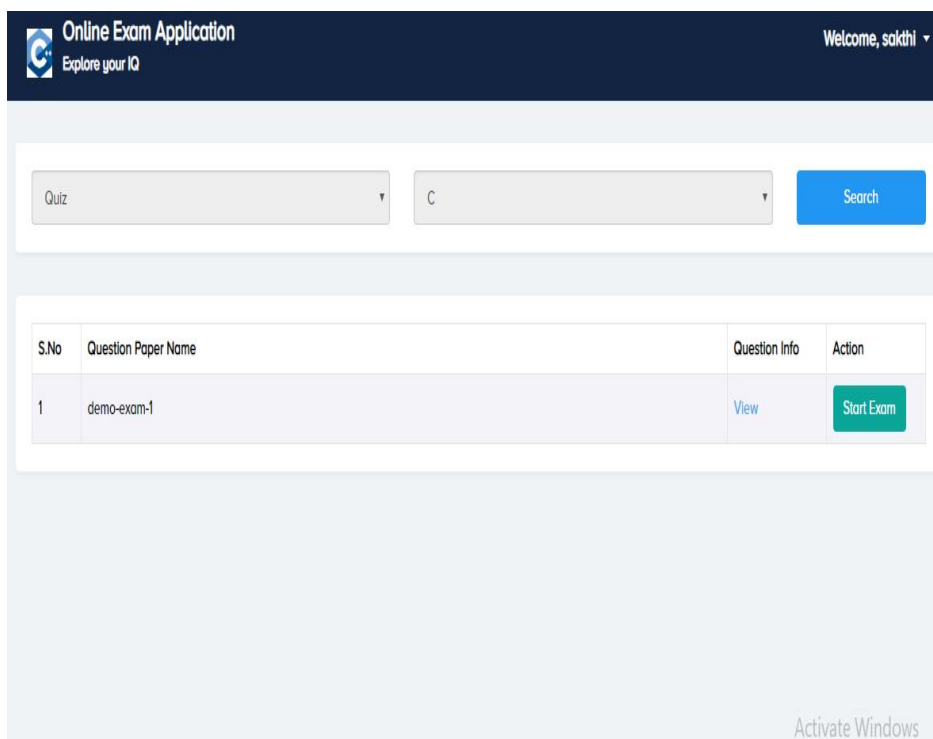 Online Exam Application
Explore your IQ
Welcome, sakthi
Quiz
C
Search
S.No Question Paper Name Question Info Action
1 demo-exam-1 View Start Exam
Activate Windows